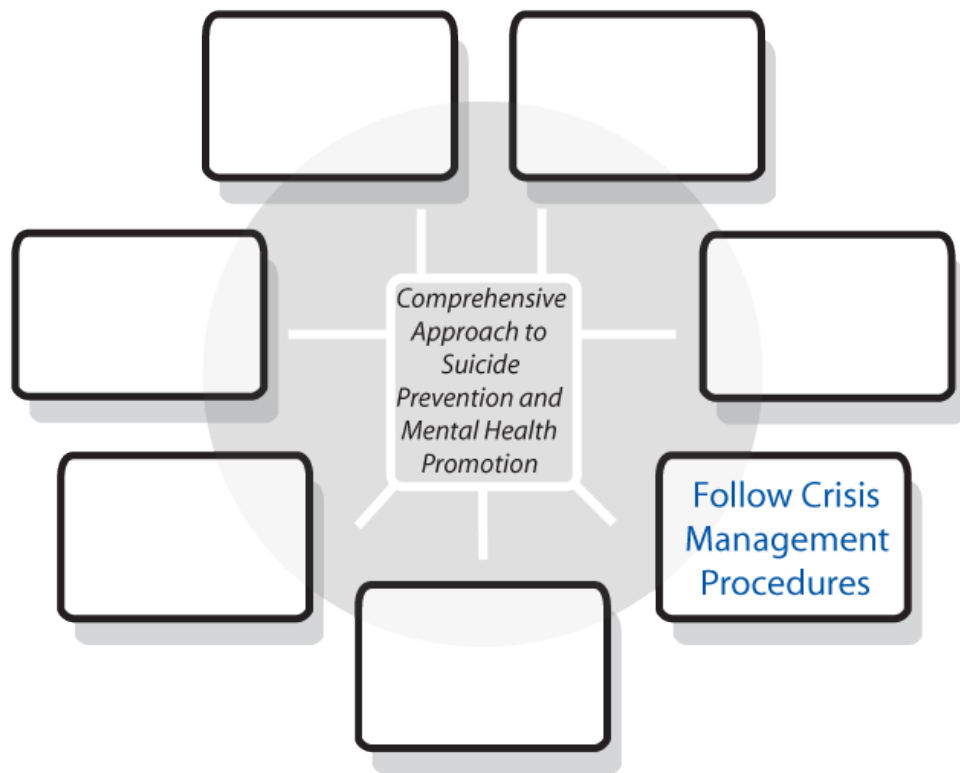 Comprehensive
Approach to
Suicide
Prevention and
Mental Health
Promotion
Follow Crisis
Management
Procedures